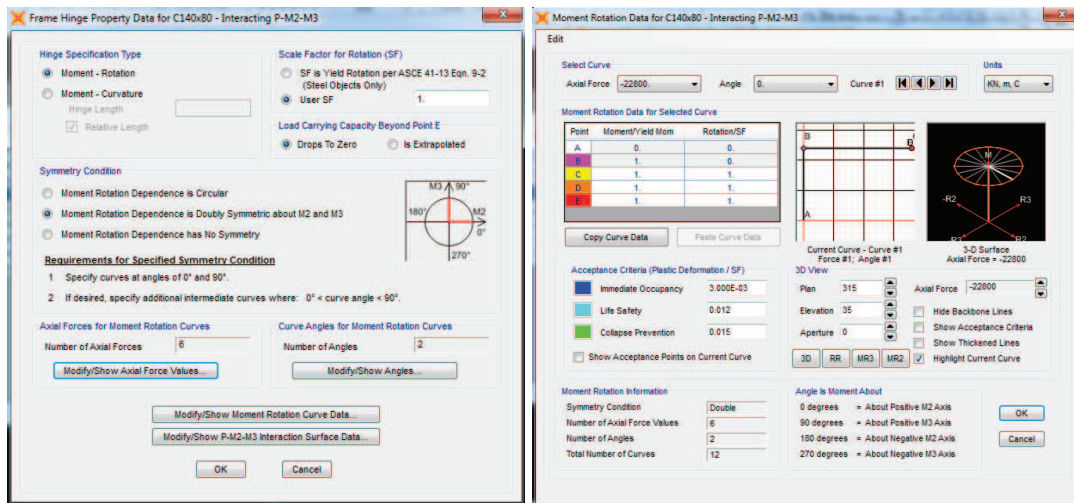 Frame Hinge Property Data for C140x80 - Interacting P-M2-M3
Hinge Specification Type
Moment - Rotation
Moment - Curvature
Hinge Length
Relative Length
Scale Factor for Rotation (SF)
SF is Yield Rotation per ASCE 41-13 Eqn. 9-2
(Steel Objects Only)
User SF 1.
Load Carrying Capacity Beyond Point E
Drops To Zero Is Extrapolated
Symmetry Condition
Moment Rotation Dependence is Circular
Moment Rotation Dependence is Doubly Symmetric about M2 and M3
Moment Rotation Dependence has No Symmetry
M3 90°
180° M2
0°
270°
Requirements for Specified Symmetry Condition
1 Specify curves at angles of 0° and 90°.
2 If desired, specify additional intermediate curves where: 0° < curve angle < 90°.
Axial Forces for Moment Rotation Curves
Number of Axial Forces 6
Modify/Show Axial Force Values...
Curve Angles for Moment Rotation Curves
Number of Angles 2
Modify/Show Angles...
Modify/Show Moment Rotation Curve Data...
Modify/Show P-M2-M3 Interaction Surface Data...
OK Cancel
Moment Rotation Data for C140x80 - Interacting P-M2-M3
Edit
Select Curve
Axial Force -22800. Angle 0. Curve #1
Units
KN, m, C
Moment Rotation Data for Selected Curve
Point Moment/Yield Mom Rotation/SF
A 0. 0.
B 1. 0.
C 1. 1.
D 1. 1.
E 1. 1.
Copy Curve Data Paste Curve Data
B
A
Current Curve - Curve #1
Force #1; Angle #1
M
-R2 R3
R3 R2
3-D Surface
Axial Force = -22800
Acceptance Criteria (Plastic Deformation / SF)
Immediate Occupancy 3.000E-03
Life Safety 0.012
Collapse Prevention 0.015
Show Acceptance Points on Current Curve
3D View
Plan 315
Elevation 35
Aperture 0
3D RR MR3 MR2
Axial Force -22800
Hide Backbone Lines
Show Acceptance Criteria
Show Thickened Lines
Highlight Current Curve
Moment Rotation Information
Symmetry Condition Double
Number of Axial Force Values 6
Number of Angles 2
Total Number of Curves 12
Angle Is Moment About
0 degrees = About Positive M2 Axis
90 degrees = About Positive M3 Axis
180 degrees = About Negative M2 Axis
270 degrees = About Negative M3 Axis
OK
Cancel